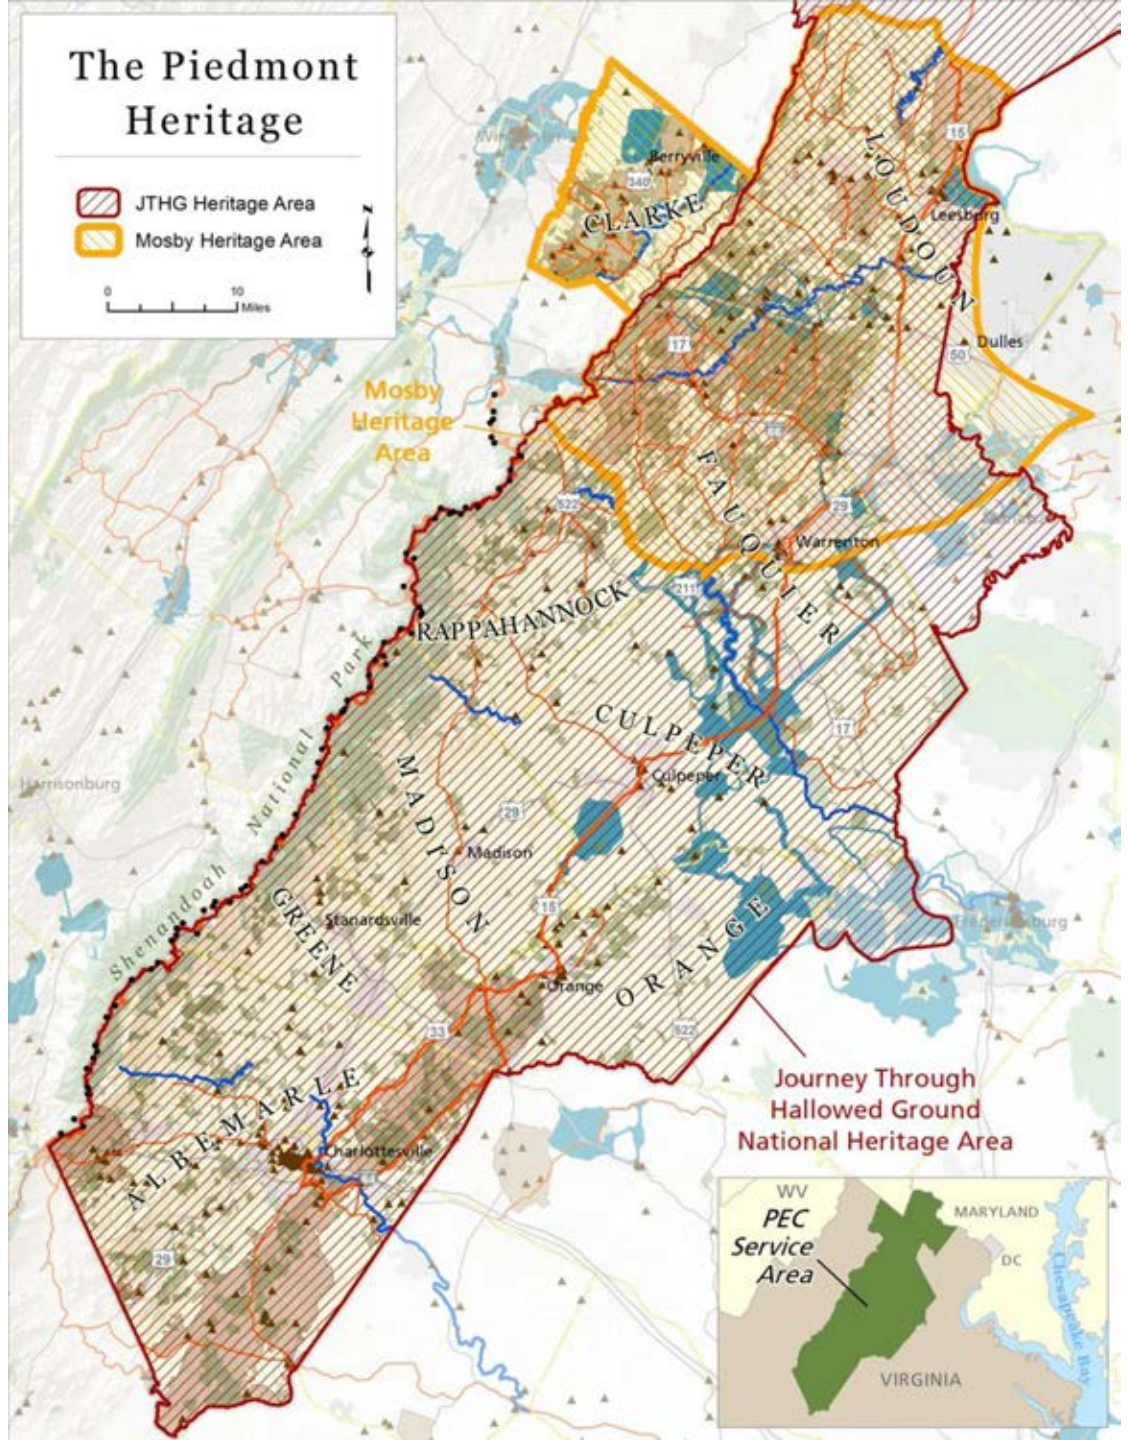 The Piedmont
Heritage
JTHG Heritage Area
Mosby Heritage Area
N
0 10
Miles
Berryville
340
CLARKE
LOUDOUN
15
Leesburg
Dulles
50
17
Mosby
Heritage
Area
FAUQUIER
522
29
Warrenton
211
RAPPAHANNOCK
CULPEPER
17
Culpeper
Harrisonburg
Shenandoah National Park
MADISON
29
Madison
GREENE
Stanardsville
15
ORANGE
Orange
Fredericksburg
522
33
ALBEMARLE
Charlottesville
29
Journey Through
Hallowed Ground
National Heritage Area
WV
PEC
Service
Area
MARYLAND
DC
Chesapeake Bay
VIRGINIA